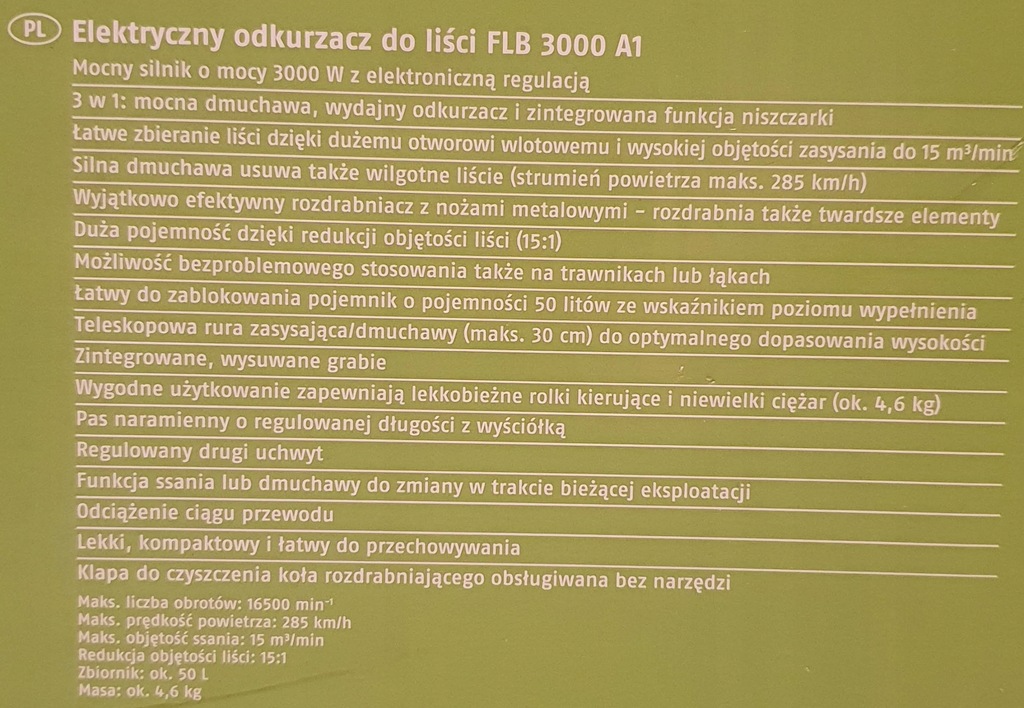 PL
Elektryczny odkurzacz do liści FLB 3000 A1
Mocny silnik o mocy 3000 W z elektroniczną regulacją
3 w 1: mocna dmuchawa, wydajny odkurzacz i zintegrowana funkcja niszczarki
Łatwe zbieranie liści dzięki dużemu otworowi wlotowemu i wysokiej objętości zasysania do 15 m³/min
Silna dmuchawa usuwa także wilgotne liście (strumień powietrza maks. 285 km/h)
Wyjątkowo efektywny rozdrabniacz z nożami metalowymi – rozdrabnia także twardsze elementy
Duża pojemność dzięki redukcji objętości liści (15:1)
Możliwość bezproblemowego stosowania także na trawnikach lub łąkach
Łatwy do zablokowania pojemnik o pojemności 50 litów ze wskaźnikiem poziomu wypełnienia
Teleskopowa rura zasysająca/dmuchawy (maks. 30 cm) do optymalnego dopasowania wysokości
Zintegrowane, wysuwane grabie
Wygodne użytkowanie zapewniają lekkobieżne rolki kierujące i niewielki ciężar (ok. 4,6 kg)
Pas naramienny o regulowanej długości z wyściółką
Regulowany drugi uchwyt
Funkcja ssania lub dmuchawy do zmiany w trakcie bieżącej eksploatacji
Odciążenie ciągu przewodu
Lekki, kompaktowy i łatwy do przechowywania
Klapa do czyszczenia koła rozdrabniającego obsługiwana bez narzędzi
Maks. liczba obrotów: 16500 min⁻¹
Maks. prędkość powietrza: 285 km/h
Maks. objętość ssania: 15 m³/min
Redukcja objętości liści: 15:1
Zbiornik: ok. 50 L
Masa: ok. 4,6 kg